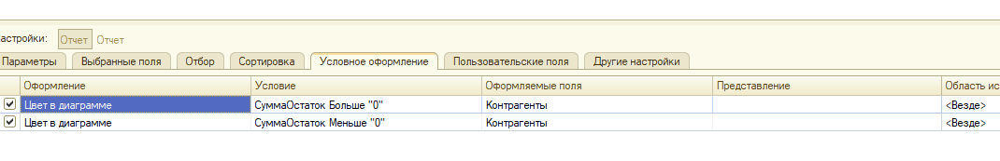 астройки: Отчет Отчет
Параметры Выбранные поля Отбор Сортировка Условное оформление Пользовательские поля Другие настройки
Оформление Условие Оформляемые поля Представление Область ис
Цвет в диаграмме СуммаОстаток Больше "0" Контрагенты <Везде>
Цвет в диаграмме СуммаОстаток Меньше "0" Контрагенты <Везде>